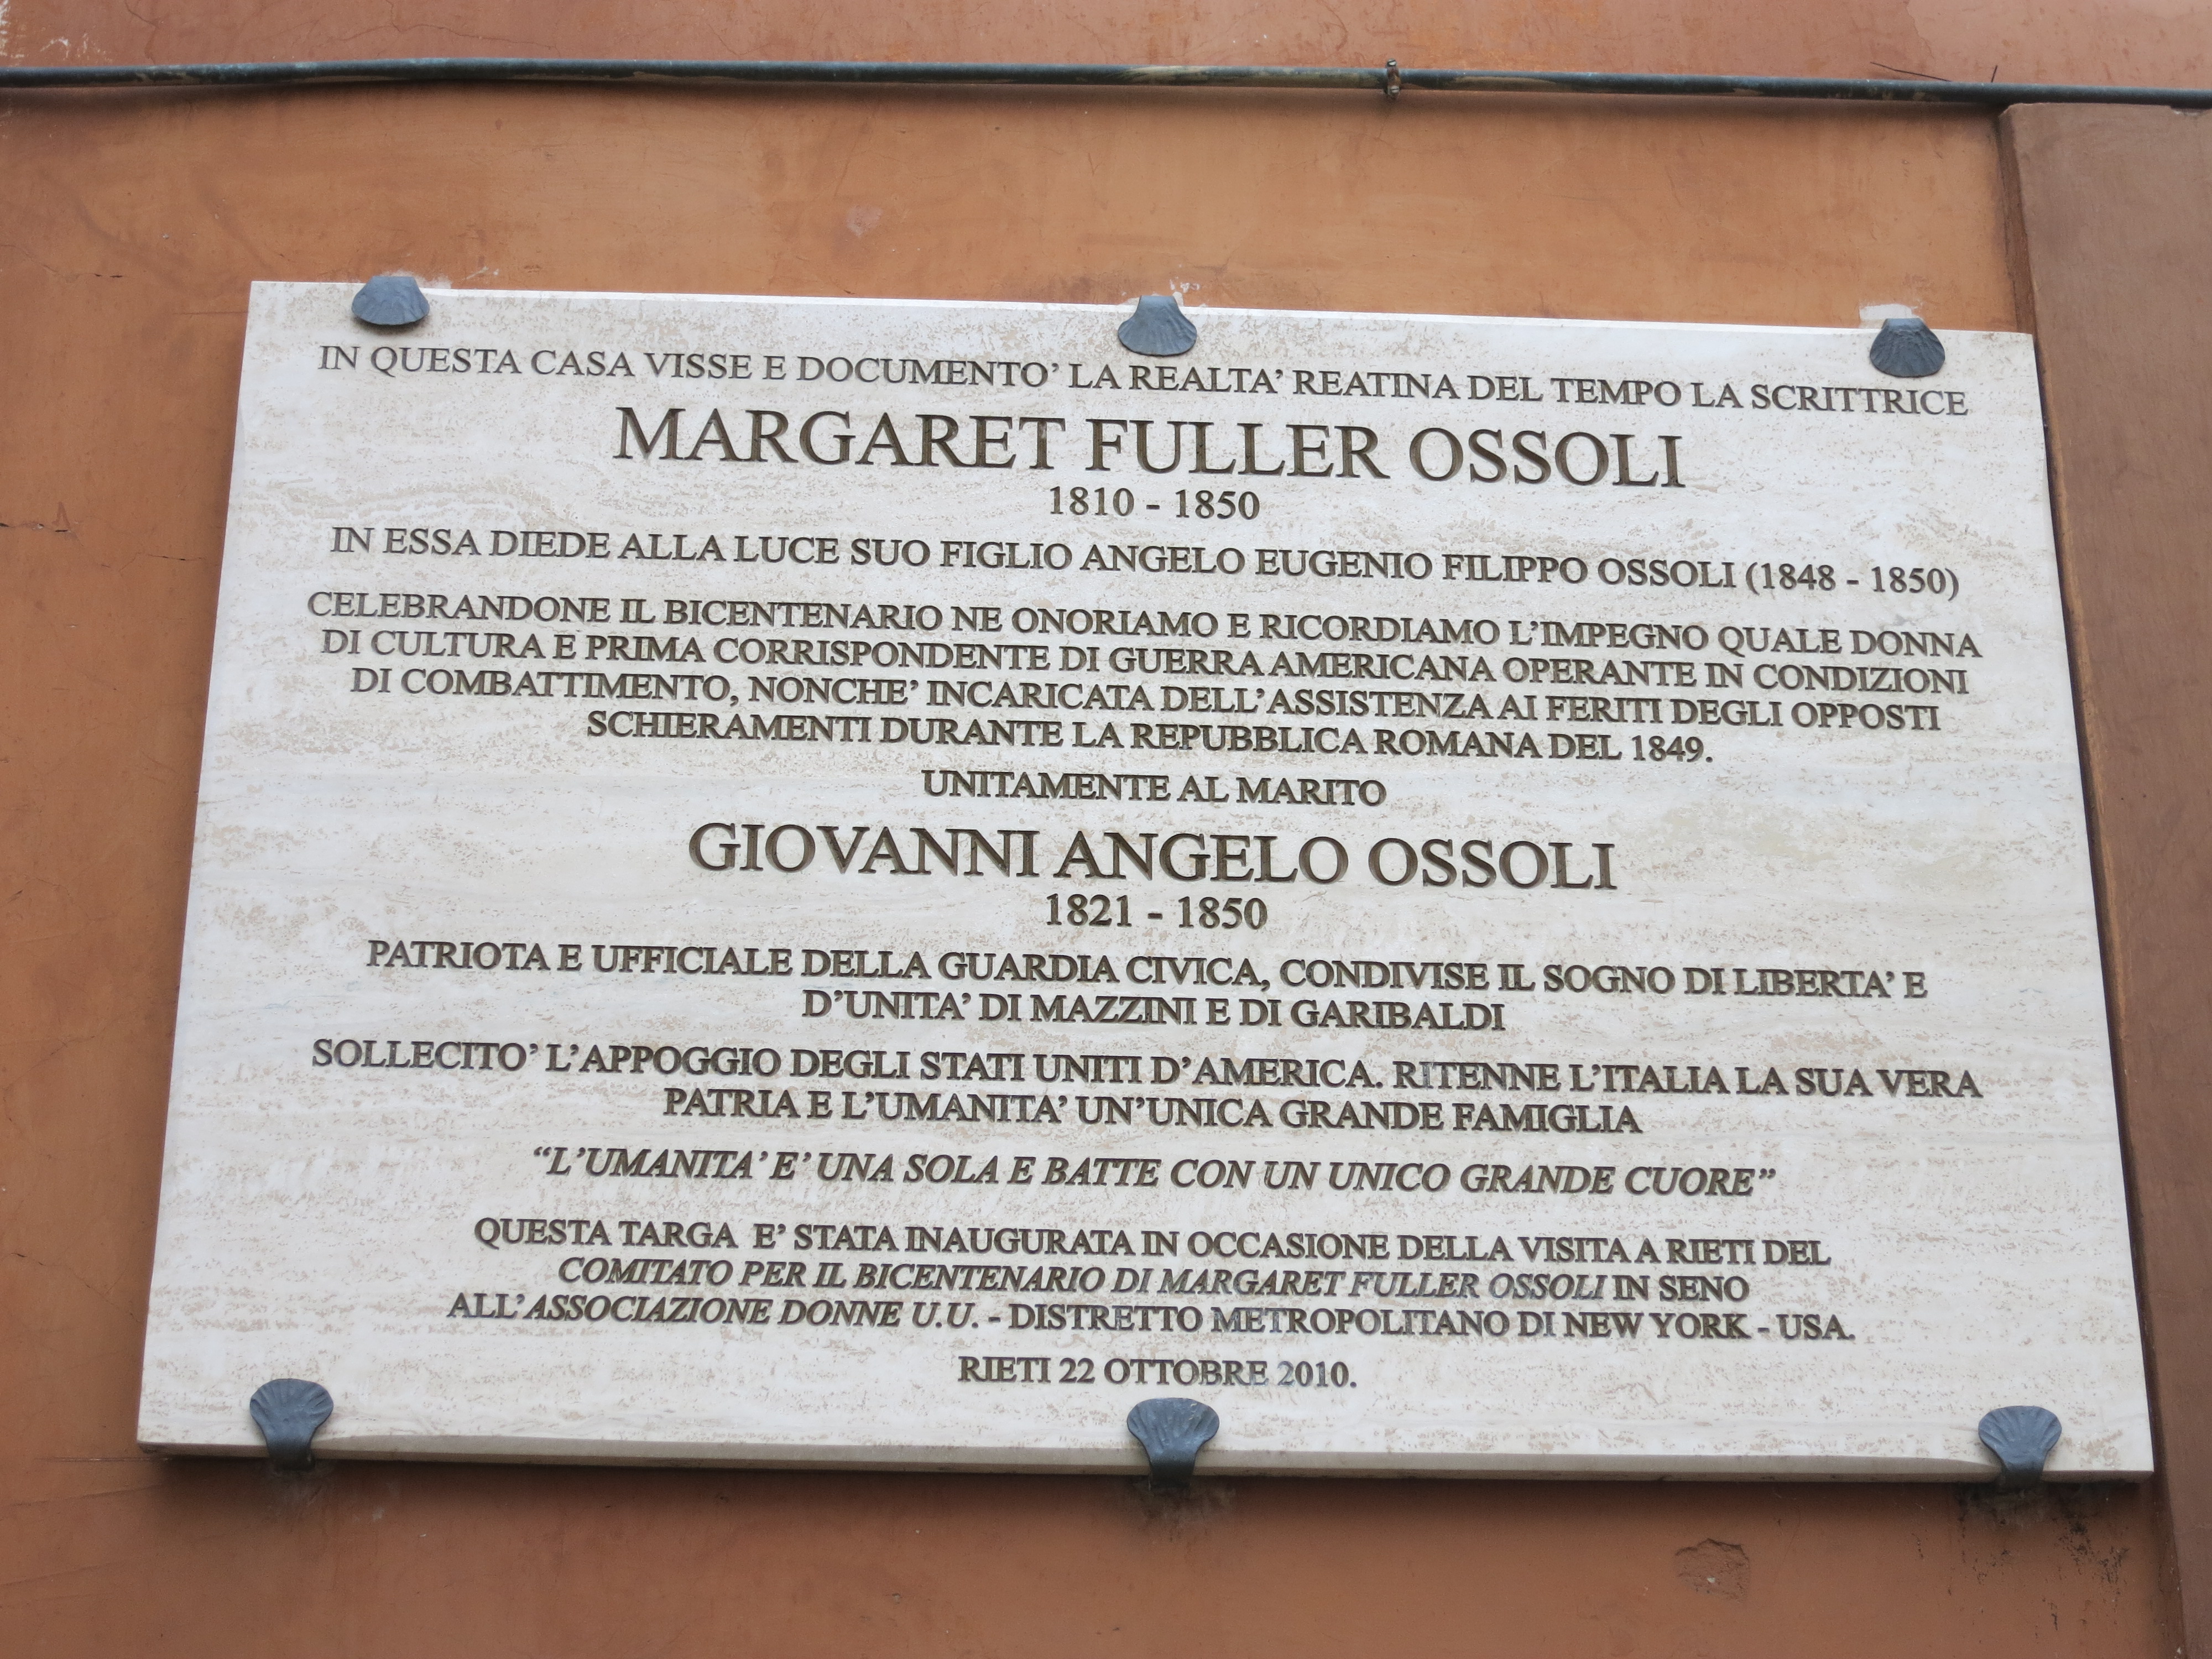 IN QUESTA CASA VISSE E DOCUMENTO' LA REALTA' REATINA DEL TEMPO LA SCRITTRICE
MARGARET FULLER OSSOLI
1810 - 1850
IN ESSA DIEDE ALLA LUCE SUO FIGLIO ANGELO EUGENIO FILIPPO OSSOLI (1848 - 1850)
CELEBRANDONE IL BICENTENARIO NE ONORIAMO E RICORDIAMO L'IMPEGNO QUALE DONNA
DI CULTURA E PRIMA CORRISPONDENTE DI GUERRA AMERICANA OPERANTE IN CONDIZIONI
DI COMBATTIMENTO, NONCHE' INCARICATA DELL'ASSISTENZA AI FERITI DEGLI OPPOSTI
SCHIERAMENTI DURANTE LA REPUBBLICA ROMANA DEL 1849.
UNITAMENTE AL MARITO
GIOVANNI ANGELO OSSOLI
1821 - 1850
PATRIOTA E UFFICIALE DELLA GUARDIA CIVICA, CONDIVISE IL SOGNO DI LIBERTA' E
D'UNITA' DI MAZZINI E DI GARIBALDI
SOLLECITO' L'APPOGGIO DEGLI STATI UNITI D'AMERICA. RITENNE L'ITALIA LA SUA VERA
PATRIA E L'UMANITA' UN'UNICA GRANDE FAMIGLIA
“L'UMANITA' E' UNA SOLA E BATTE CON UN UNICO GRANDE CUORE”
QUESTA TARGA E' STATA INAUGURATA IN OCCASIONE DELLA VISITA A RIETI DEL
COMITATO PER IL BICENTENARIO DI MARGARET FULLER OSSOLI IN SENO
ALL'ASSOCIAZIONE DONNE U.U. - DISTRETTO METROPOLITANO DI NEW YORK - USA.
RIETI 22 OTTOBRE 2010.